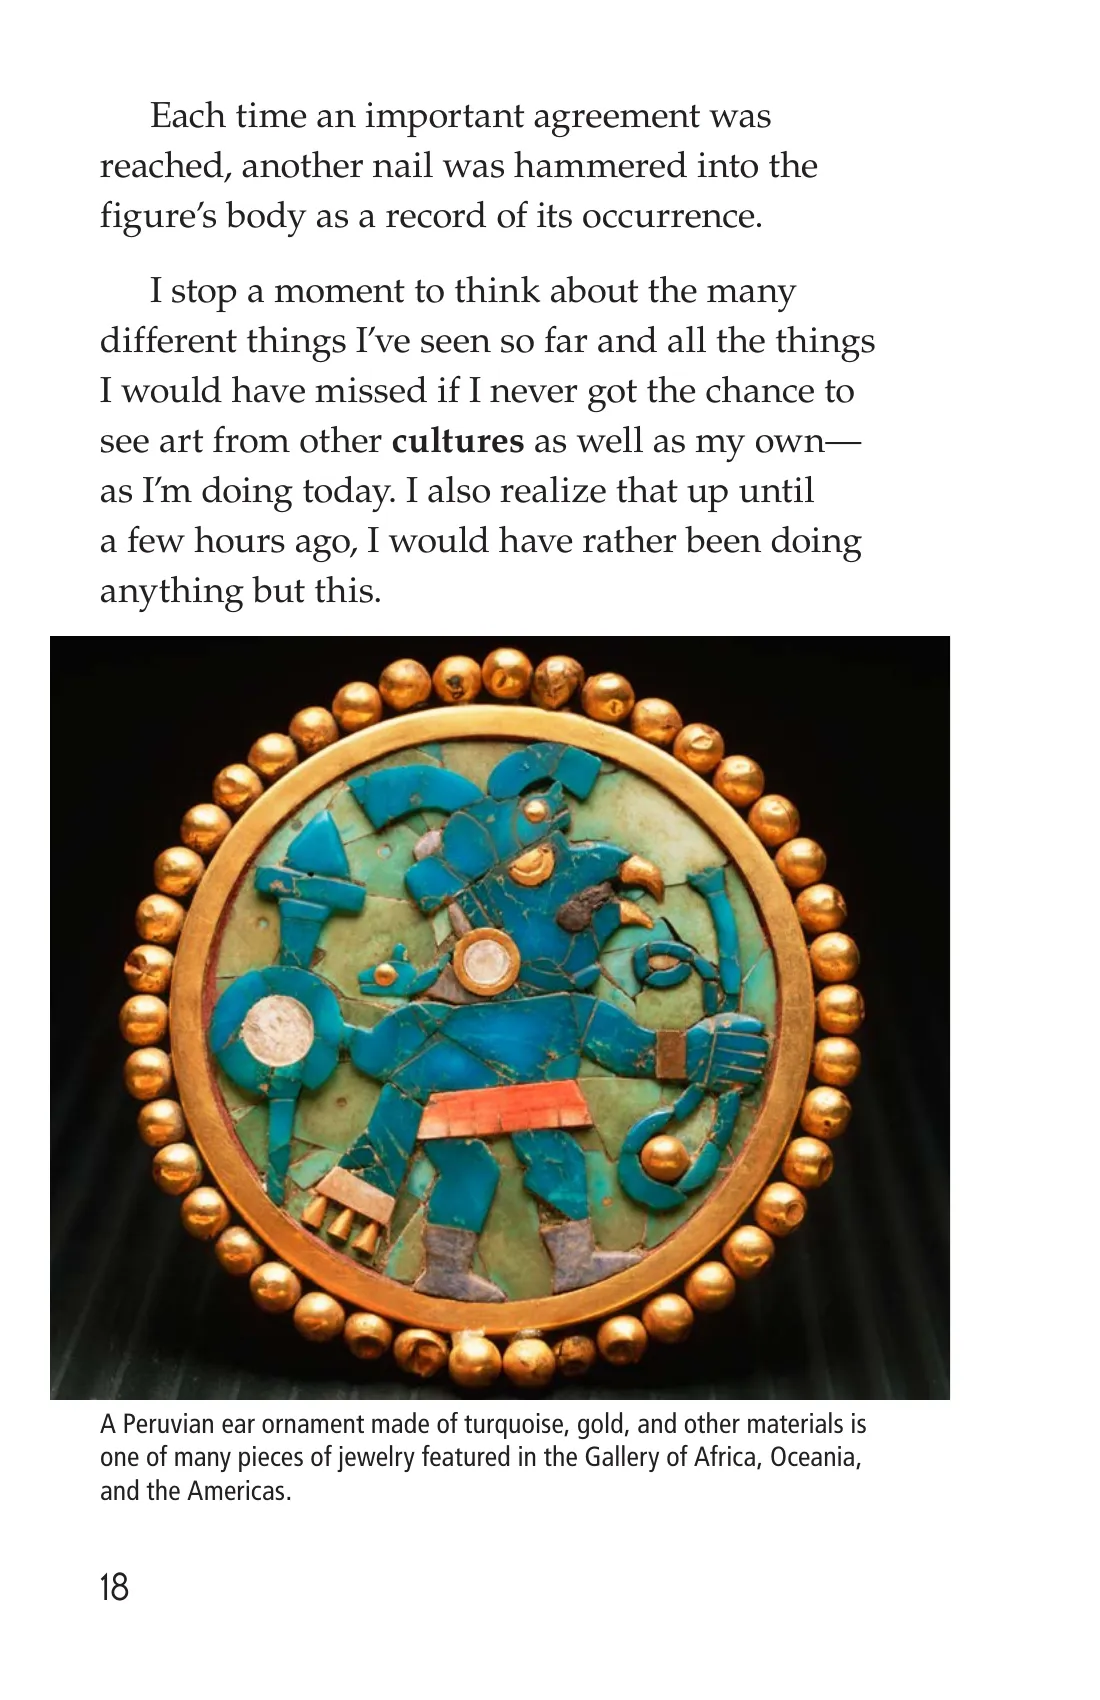 Each time an important agreement was
reached, another nail was hammered into the
figure’s body as a record of its occurrence.
I stop a moment to think about the many
different things I’ve seen so far and all the things
I would have missed if I never got the chance to
see art from other cultures as well as my own—
as I’m doing today. I also realize that up until
a few hours ago, I would have rather been doing
anything but this.
A Peruvian ear ornament made of turquoise, gold, and other materials is
one of many pieces of jewelry featured in the Gallery of Africa, Oceania,
and the Americas.
18